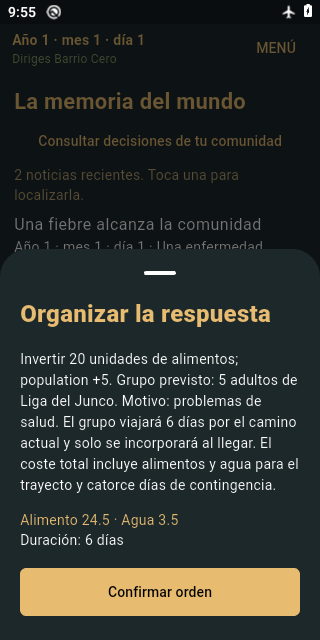 9:55
Año 1 · mes 1 · día 1
Diriges Barrio Cero
MENÚ
La memoria del mundo
Consultar decisiones de tu comunidad
2 noticias recientes. Toca una para
localizarla.
Una fiebre alcanza la comunidad
Año 1 · mes 1 · día 1 · Una enfermedad
Organizar la respuesta
Invertir 20 unidades de alimentos;
population +5. Grupo previsto: 5 adultos de
Liga del Junco. Motivo: problemas de
salud. El grupo viajará 6 días por el camino
actual y solo se incorporará al llegar. El
coste total incluye alimentos y agua para el
trayecto y catorce días de contingencia.
Alimento 24.5 · Agua 3.5
Duración: 6 días
Confirmar orden